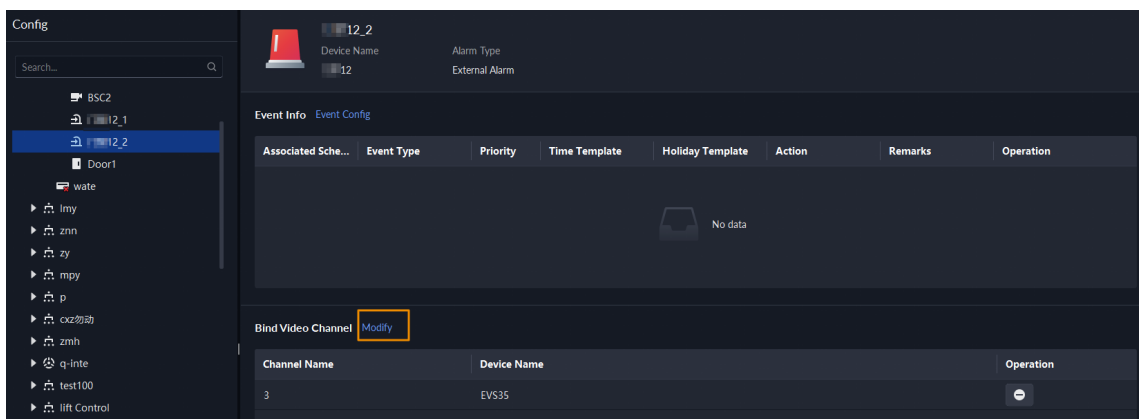 Config
Search...
BSC2
12_1
12_2
Door1
wate
lmy
znn
zy
mpy
p
cxz勿动
zmh
q-inte
test100
lift Control
12_2
Device Name Alarm Type
12 External Alarm
Event Info Event Config
Associated Sche... Event Type Priority Time Template Holiday Template Action Remarks Operation
No data
Bind Video Channel Modify
Channel Name Device Name Operation
3 EVS35